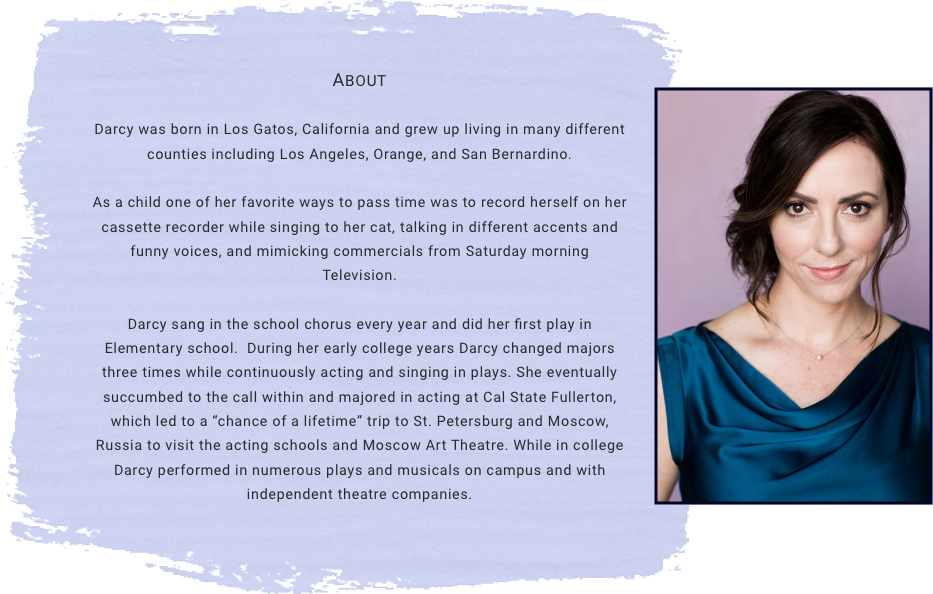 ABOUT
Darcy was born in Los Gatos, California and grew up living in many different
counties including Los Angeles, Orange, and San Bernardino.
As a child one of her favorite ways to pass time was to record herself on her
cassette recorder while singing to her cat, talking in different accents and
funny voices, and mimicking commercials from Saturday morning
Television.
Darcy sang in the school chorus every year and did her first play in
Elementary school.  During her early college years Darcy changed majors
three times while continuously acting and singing in plays. She eventually
succumbed to the call within and majored in acting at Cal State Fullerton,
which led to a “chance of a lifetime” trip to St. Petersburg and Moscow,
Russia to visit the acting schools and Moscow Art Theatre. While in college
Darcy performed in numerous plays and musicals on campus and with
independent theatre companies.